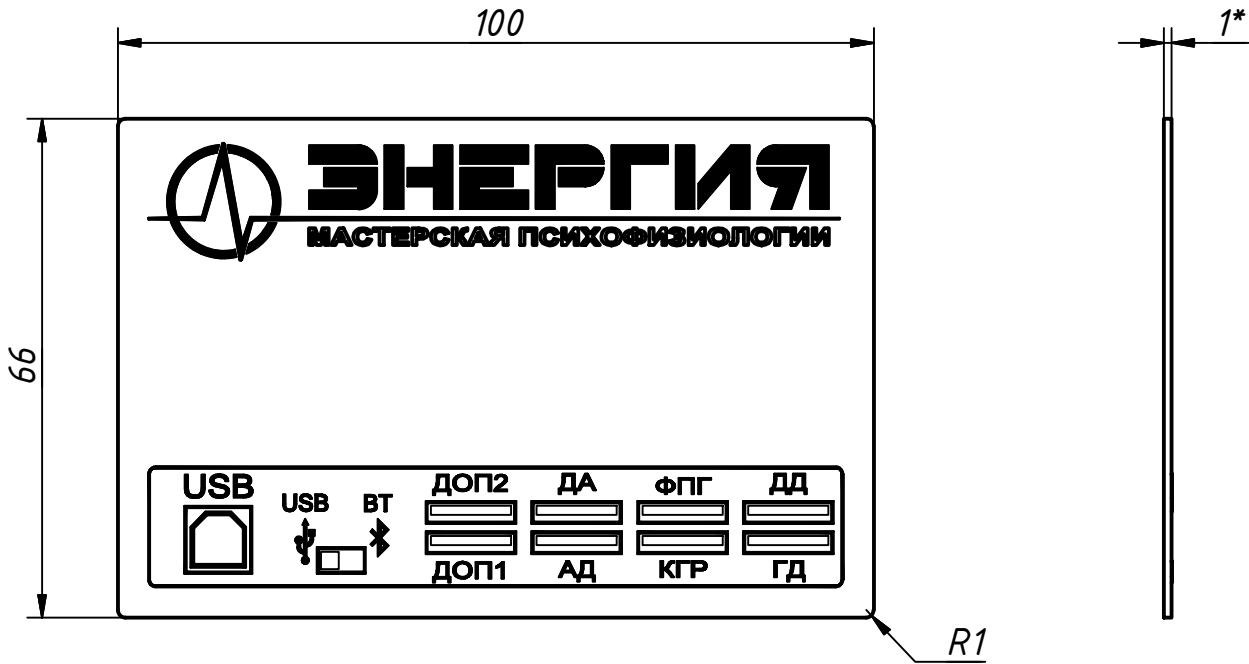 100
1*
ЭНЕРГИЯ
МАСТЕРСКАЯ ПСИХОФИЗИОЛОГИИ
66
USB
USB BT
ДОП2 ДА ФПГ ДД
ДОП1 АД КГР ГД
R1